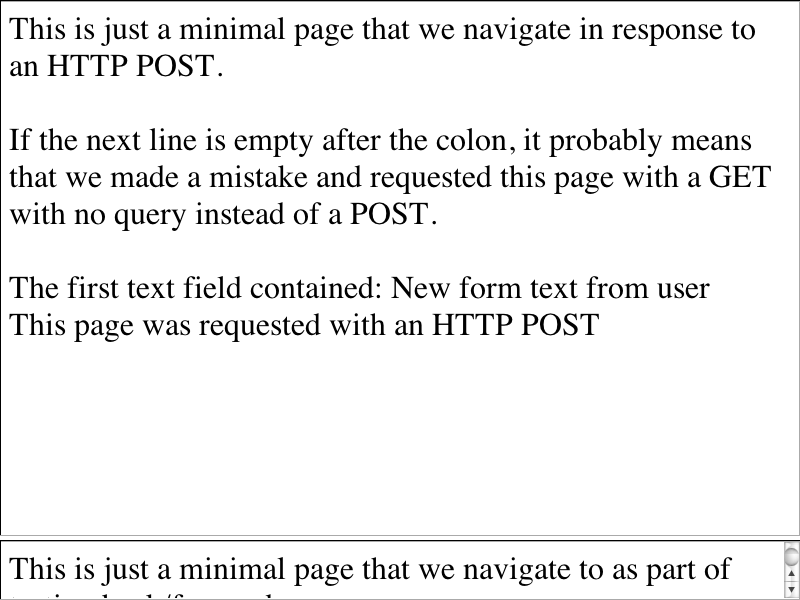 This is just a minimal page that we navigate in response to
an HTTP POST.
If the next line is empty after the colon, it probably means
that we made a mistake and requested this page with a GET
with no query instead of a POST.
The first text field contained: New form text from user
This page was requested with an HTTP POST
This is just a minimal page that we navigate to as part of